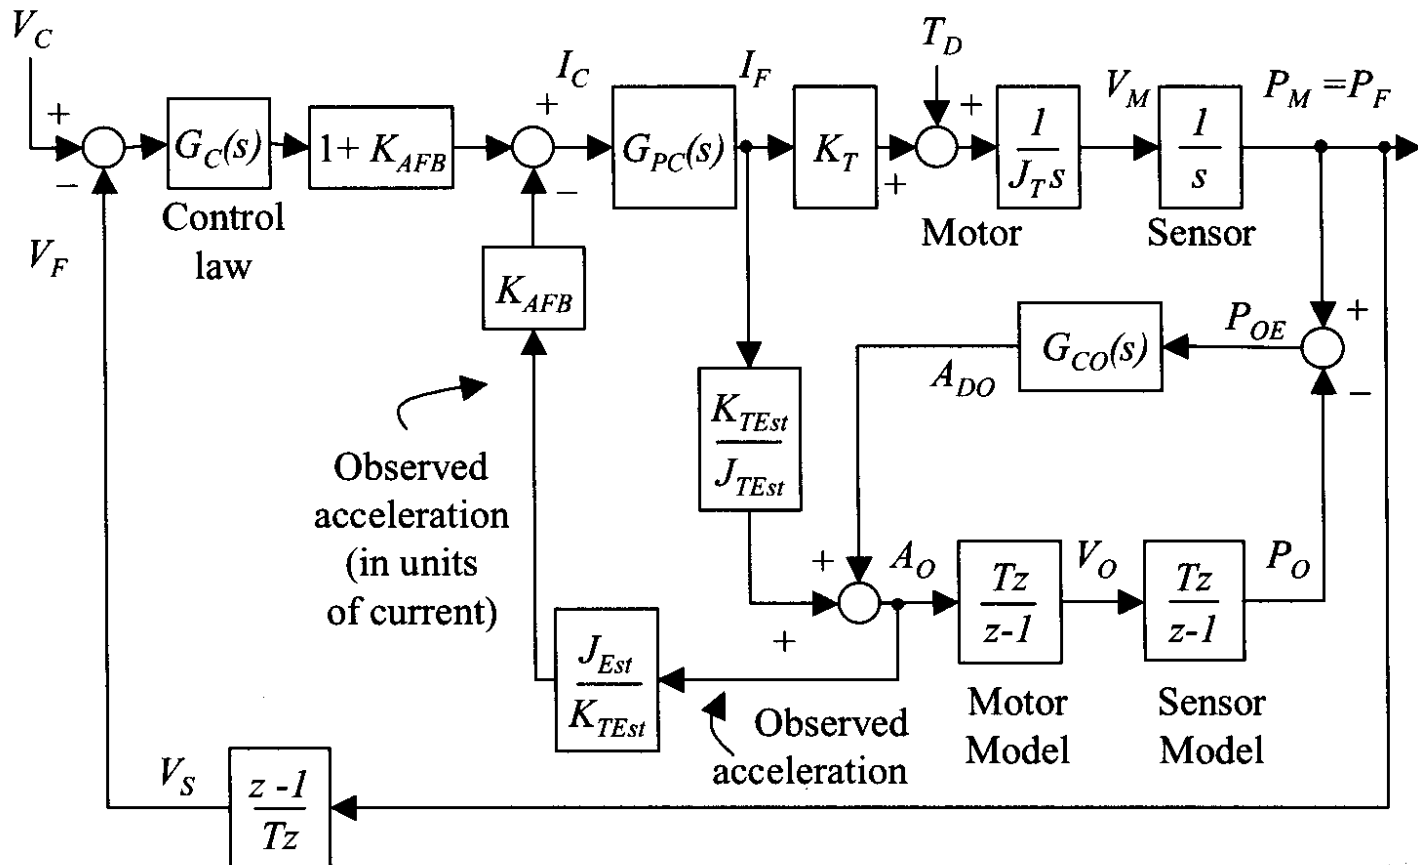 V_C
I_C
I_F
T_D
V_M
P_M = P_F
+
−
G_C(s)
1+ K_AFB
+
−
G_PC(s)
K_T
+
+
1
J_T s
1
s
Control
law
Motor
Sensor
V_F
K_AFB
G_CO(s)
P_OE
+
−
A_DO
K_TEst
J_TEst
Observed
acceleration
(in units
of current)
+
+
A_O
Tz
z-1
V_O
Tz
z-1
P_O
J_Est
K_TEst
Observed
acceleration
Motor
Model
Sensor
Model
V_S
z -1
Tz